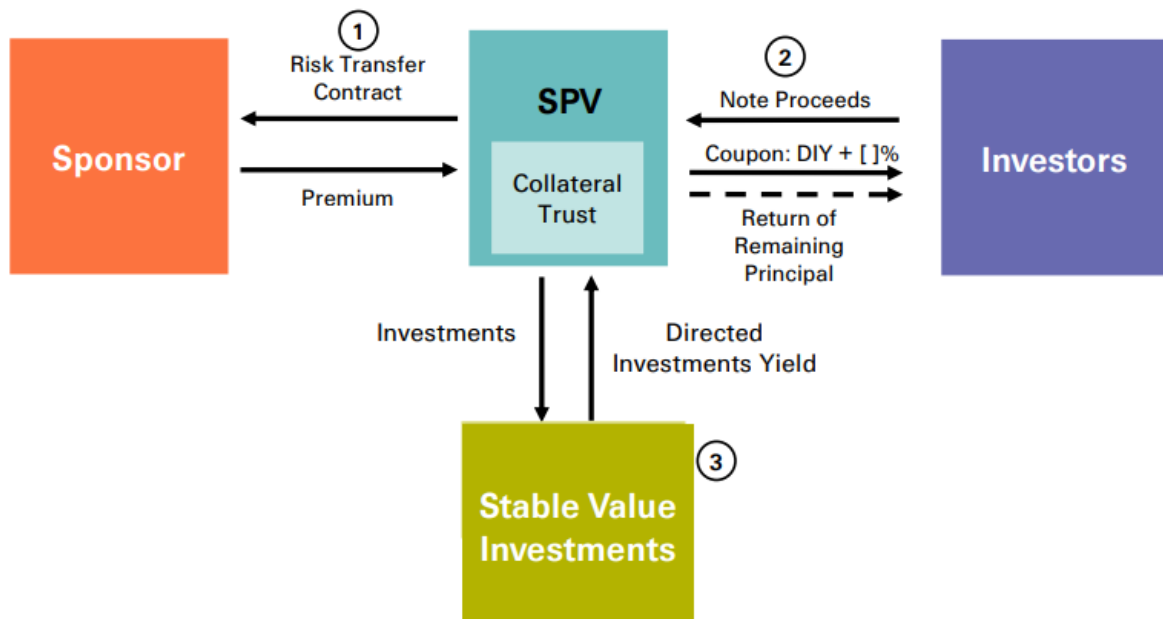 1
Risk Transfer
Contract
Sponsor
Premium
SPV
Collateral
Trust
2
Note Proceeds
Coupon: DIY + [ ]%
Return of
Remaining
Principal
Investors
Investments
Directed
Investments Yield
3
Stable Value
Investments